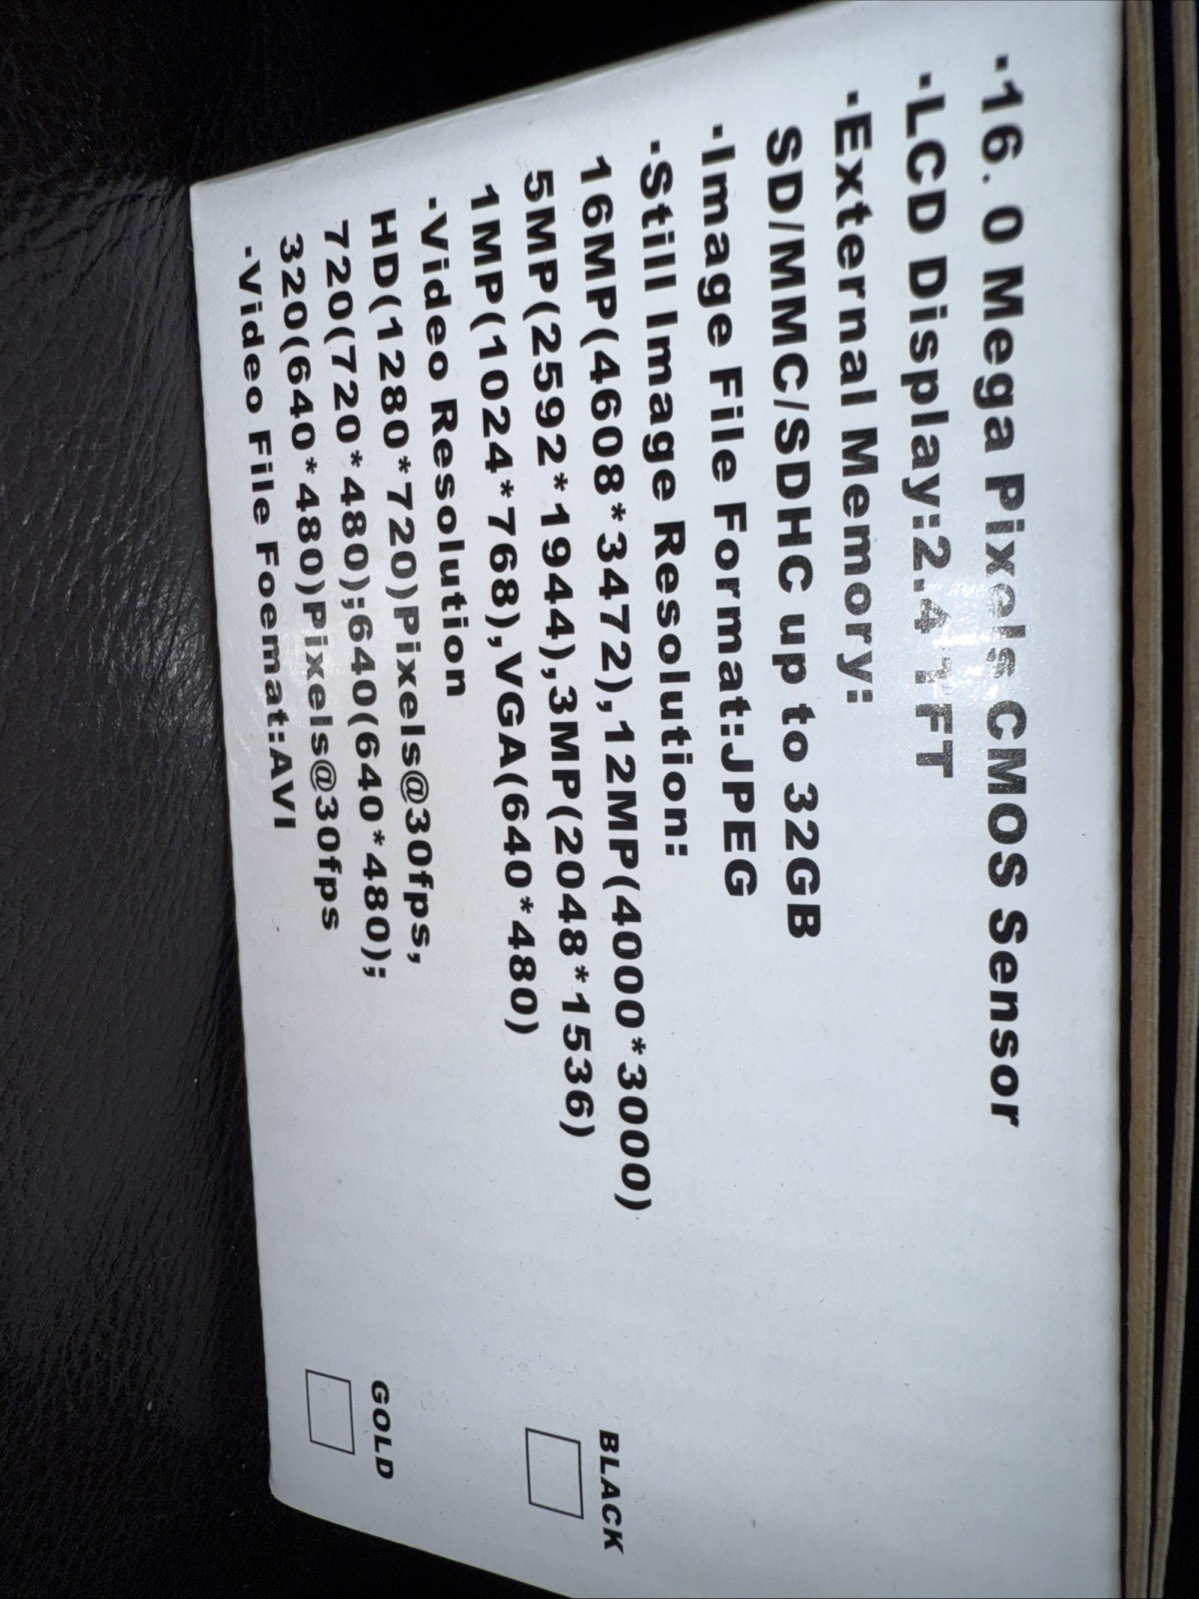 ·16. 0 Mega Pixels CMOS Sensor
·LCD Display:2.4 TFT
·External Memory:
SD/MMC/SDHC up to 32GB
·Image File Format:JPEG
·Still Image Resolution:
16MP(4608*3472),12MP(4000*3000)
5MP(2592*1944),3MP(2048*1536)
1MP(1024*768),VGA(640*480)
·Video Resolution
HD(1280*720)Pixels@30fps,
720(720*480);640(640*480);
320(640*480)Pixels@30fps
·Video File Foemat:AVI
BLACK
GOLD